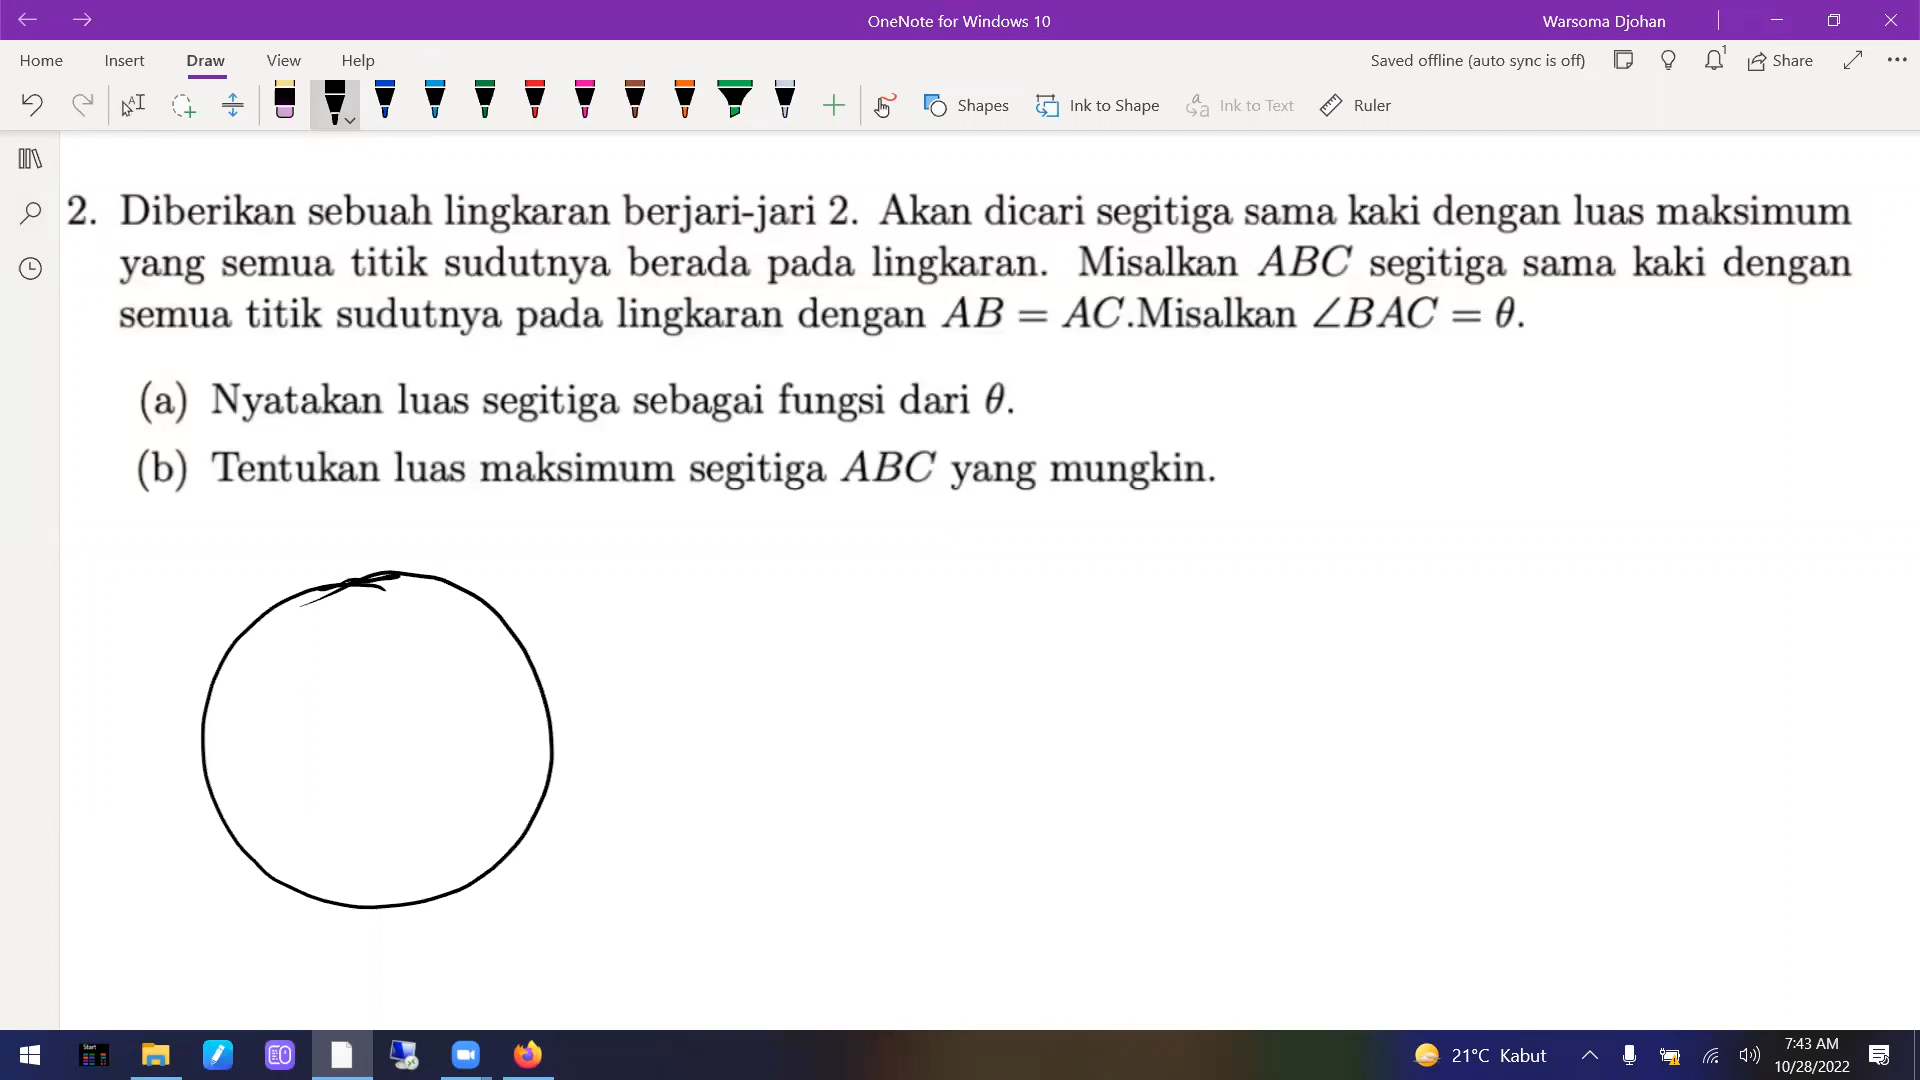 OneNote for Windows 10
Warsoma Djohan
Home Insert Draw View Help
Saved offline (auto sync is off)
1
Share
Shapes
Ink to Shape
Ink to Text
Ruler
2. Diberikan sebuah lingkaran berjari-jari 2. Akan dicari segitiga sama kaki dengan luas maksimum
yang semua titik sudutnya berada pada lingkaran. Misalkan ABC segitiga sama kaki dengan
semua titik sudutnya pada lingkaran dengan AB = AC.Misalkan ∠BAC = θ.
(a) Nyatakan luas segitiga sebagai fungsi dari θ.
(b) Tentukan luas maksimum segitiga ABC yang mungkin.
Start
21°C Kabut
7:43 AM
10/28/2022